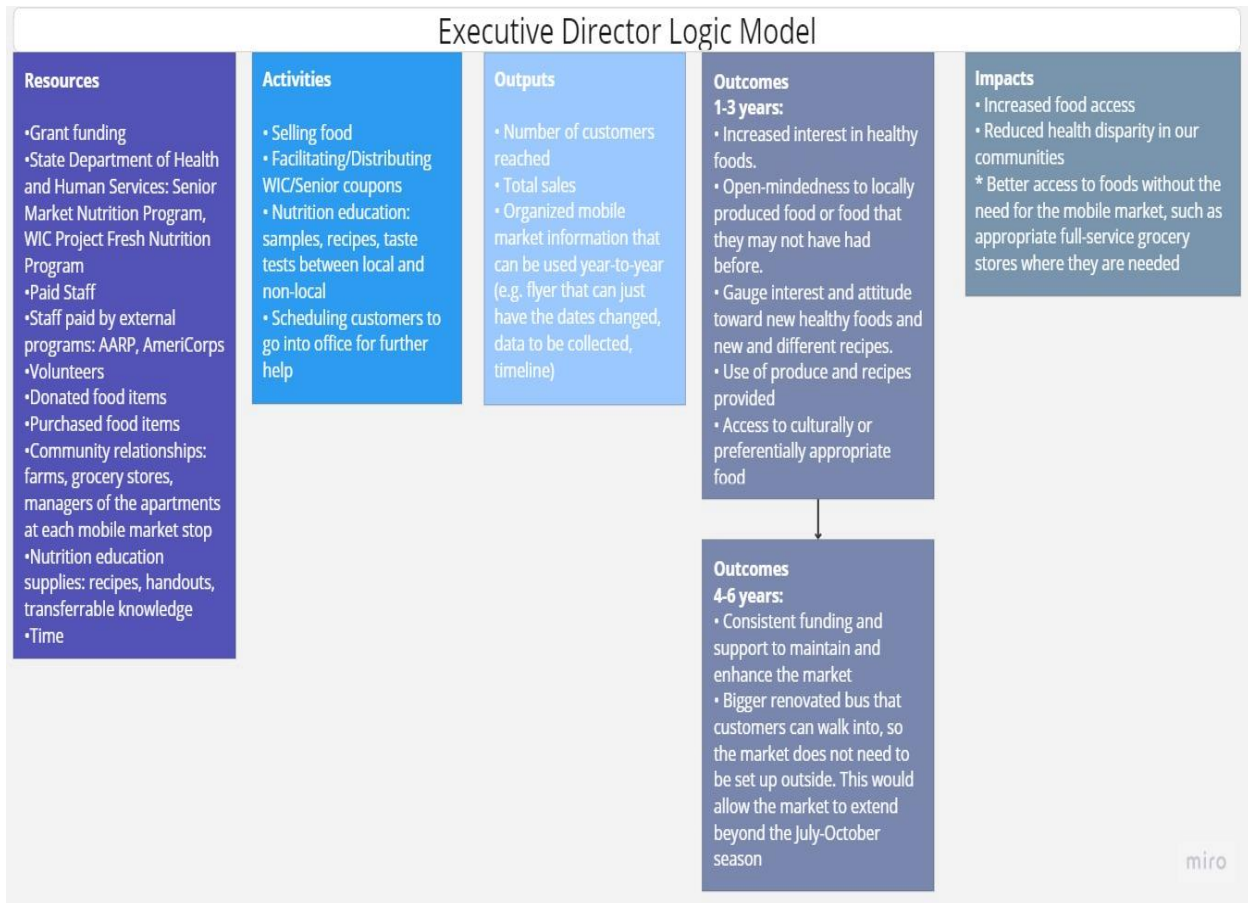 Executive Director Logic Model
Resources
•Grant funding
•State Department of Health
and Human Services: Senior
Market Nutrition Program,
WIC Project Fresh Nutrition
Program
•Paid Staff
•Staff paid by external
programs: AARP, AmeriCorps
•Volunteers
•Donated food items
•Purchased food items
•Community relationships:
farms, grocery stores,
managers of the apartments
at each mobile market stop
•Nutrition education
supplies: recipes, handouts,
transferrable knowledge
•Time
Activities
• Selling food
• Facilitating/Distributing
WIC/Senior coupons
• Nutrition education:
samples, recipes, taste
tests between local and
non-local
• Scheduling customers to
go into office for further
help
Outputs
• Number of customers
reached
• Total sales
• Organized mobile
market information that
can be used year-to-year
(e.g. flyer that can just
have the dates changed,
data to be collected,
timeline)
Outcomes
1-3 years:
• Increased interest in healthy
foods.
• Open-mindedness to locally
produced food or food that
they may not have had
before.
• Gauge interest and attitude
toward new healthy foods and
new and different recipes.
• Use of produce and recipes
provided
• Access to culturally or
preferentially appropriate
food
Outcomes
4-6 years:
• Consistent funding and
support to maintain and
enhance the market
• Bigger renovated bus that
customers can walk into, so
the market does not need to
be set up outside. This would
allow the market to extend
beyond the July-October
season
Impacts
• Increased food access
• Reduced health disparity in our
communities
* Better access to foods without the
need for the mobile market, such as
appropriate full-service grocery
stores where they are needed
miro